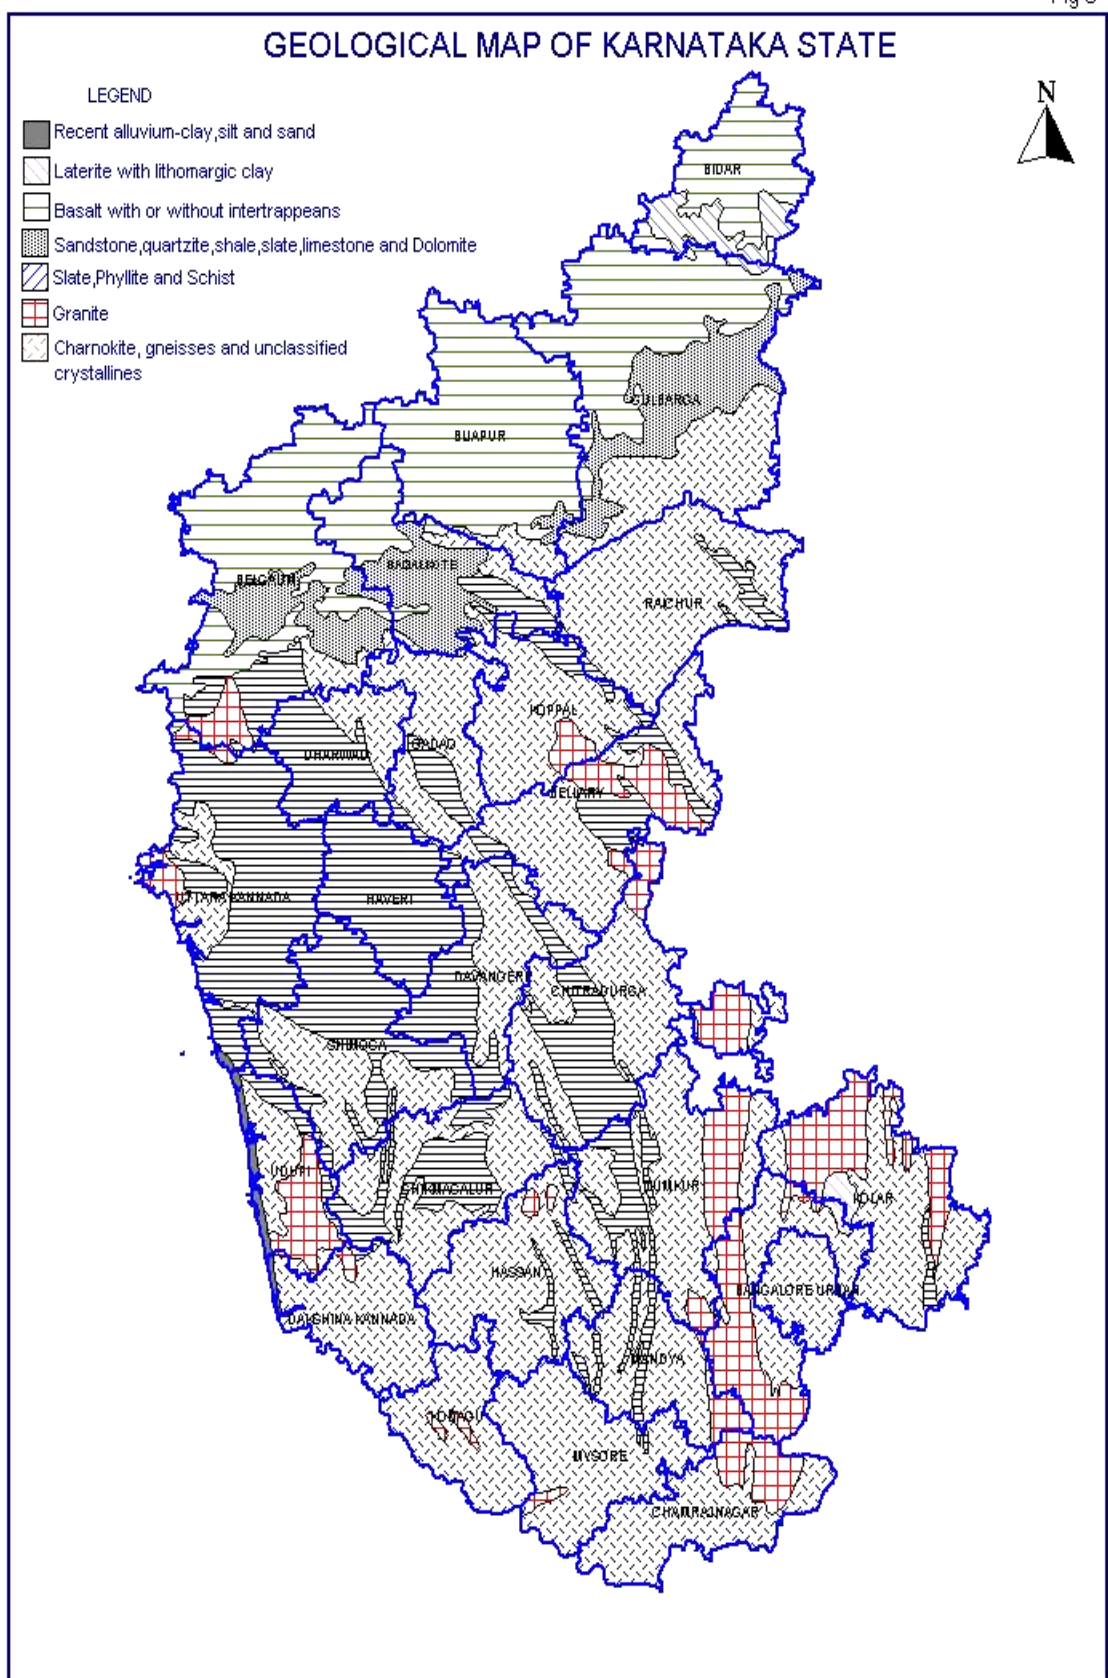 GEOLOGICAL MAP OF KARNATAKA STATE
LEGEND
N
Recent alluvium-clay,silt and sand
Laterite with lithomargic clay
Basalt with or without intertrappeans
Sandstone,quartzite,shale,slate,limestone and Dolomite
Slate,Phyllite and Schist
Granite
Charnokite, gneisses and unclassified
crystallines
BIDAR
GULBARGA
BIJAPUR
BELGAUM
RAICHUR
KOPPAL
DHARWAD
GADAG
BELLARY
UTTARA KANNADA
HAVERI
DAVANGERE
CHITRADURGA
SHIMOGA
UDUPI
CHIKMAGALUR
TUMKUR
KOLAR
HASSAN
BANGALORE URBAN
DAKSHINA KANNADA
MANDYA
KODAGU
MYSORE
CHAMRAJNAGAR